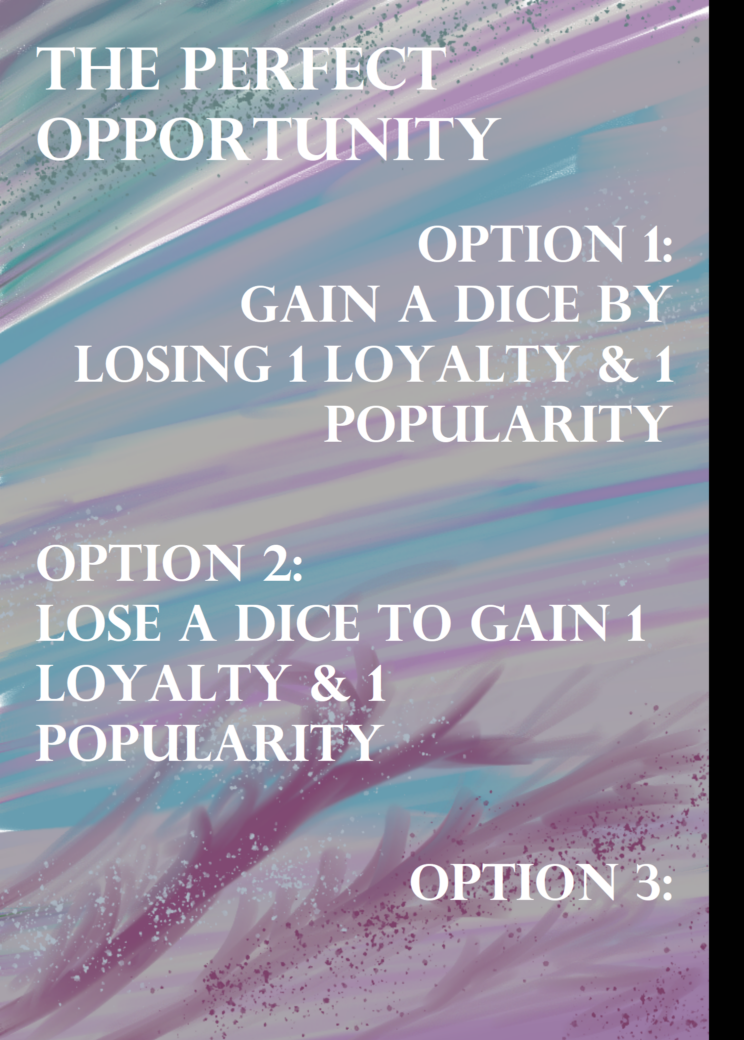 THE PERFECT
OPPORTUNITY
OPTION 1:
GAIN A DICE BY
LOSING 1 LOYALTY & 1
POPULARITY
OPTION 2:
LOSE A DICE TO GAIN 1
LOYALTY & 1
POPULARITY
OPTION 3: